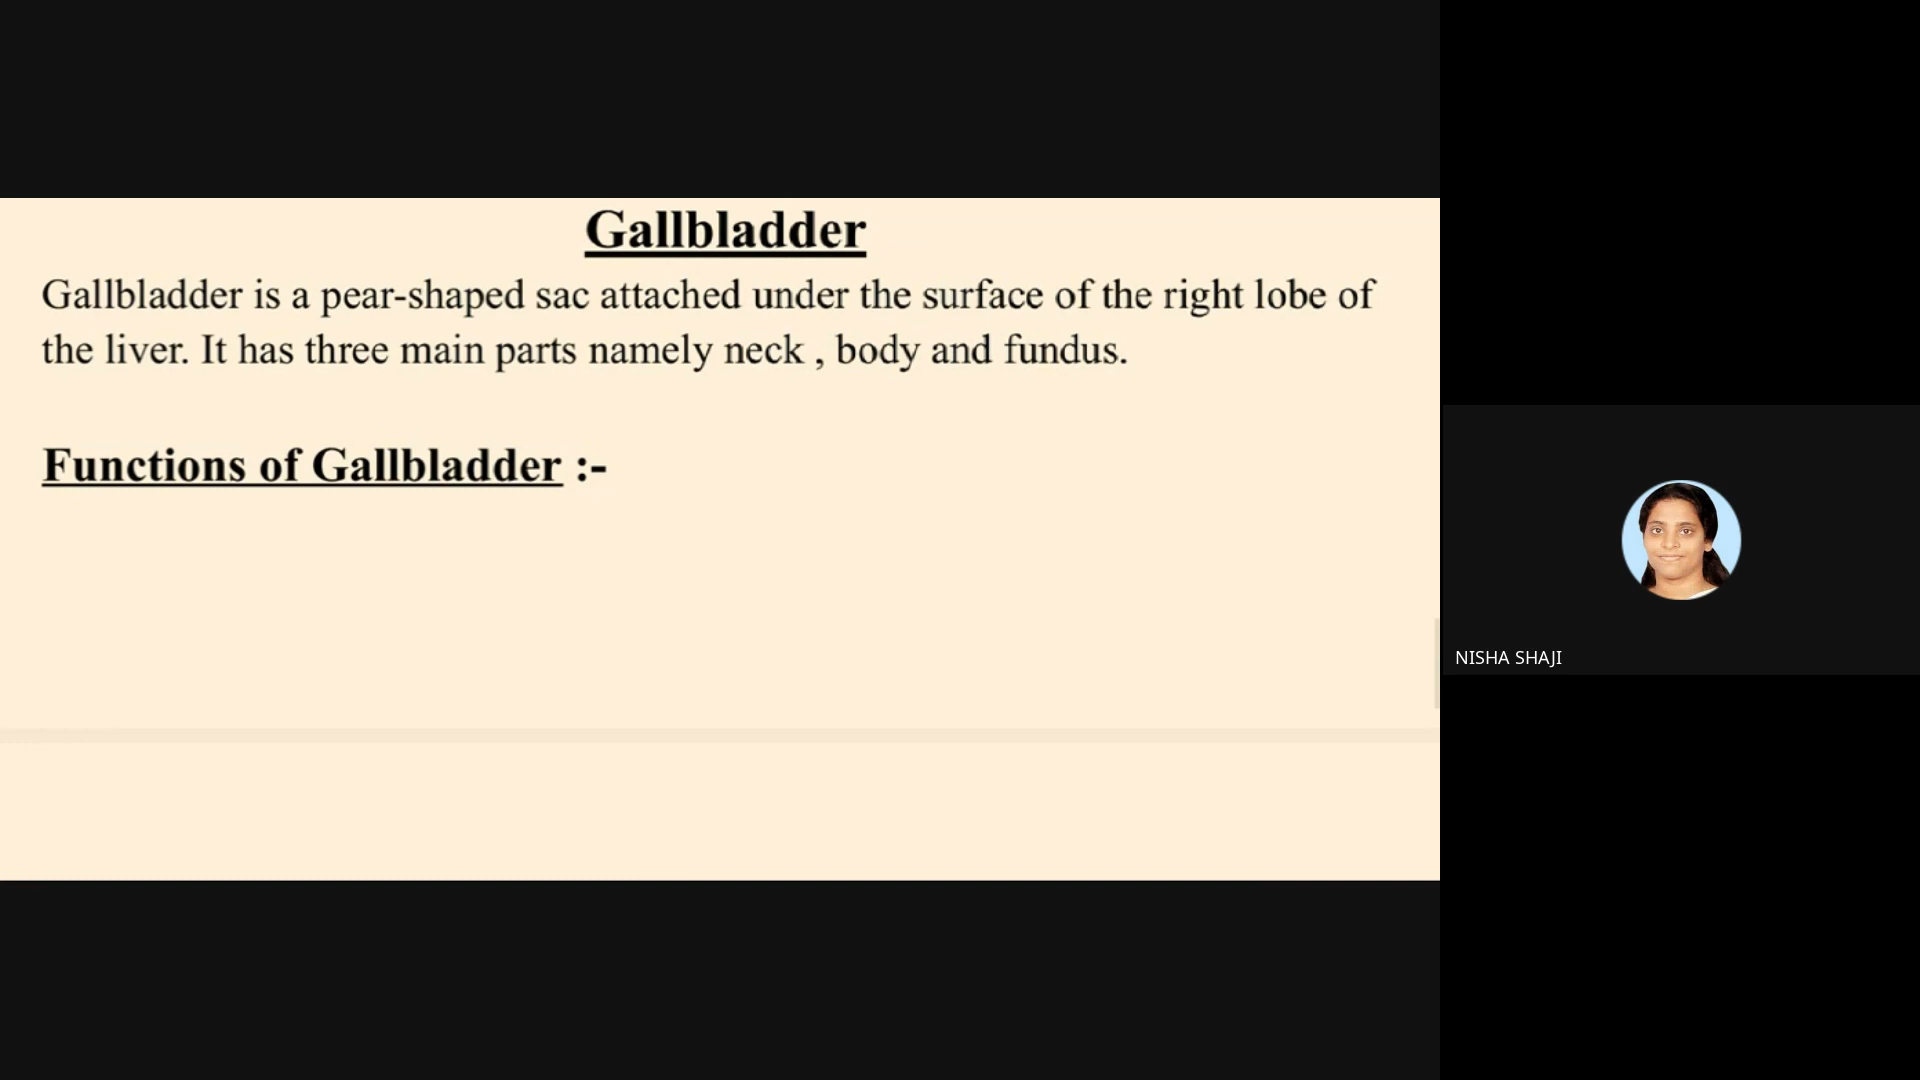 Gallbladder
Gallbladder is a pear-shaped sac attached under the surface of the right lobe of
the liver. It has three main parts namely neck , body and fundus.
Functions of Gallbladder :-
NISHA SHAJI